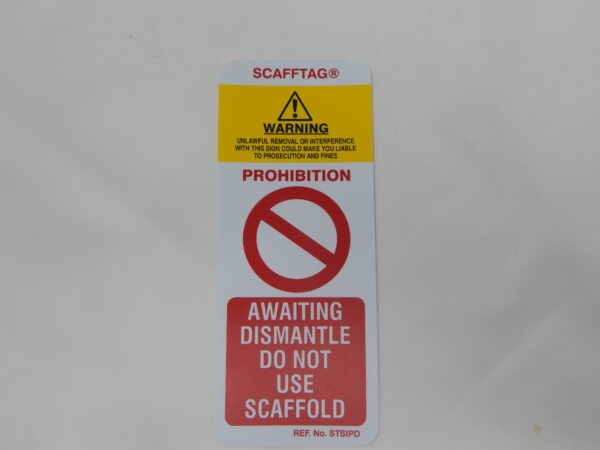 SCAFFTAG®
WARNING
UNLAWFUL REMOVAL OR INTERFERENCE
WITH THIS SIGN COULD MAKE YOU LIABLE
TO PROSECUTION AND FINES
PROHIBITION
AWAITING
DISMANTLE
DO NOT
USE
SCAFFOLD
REF. No. STSIPD